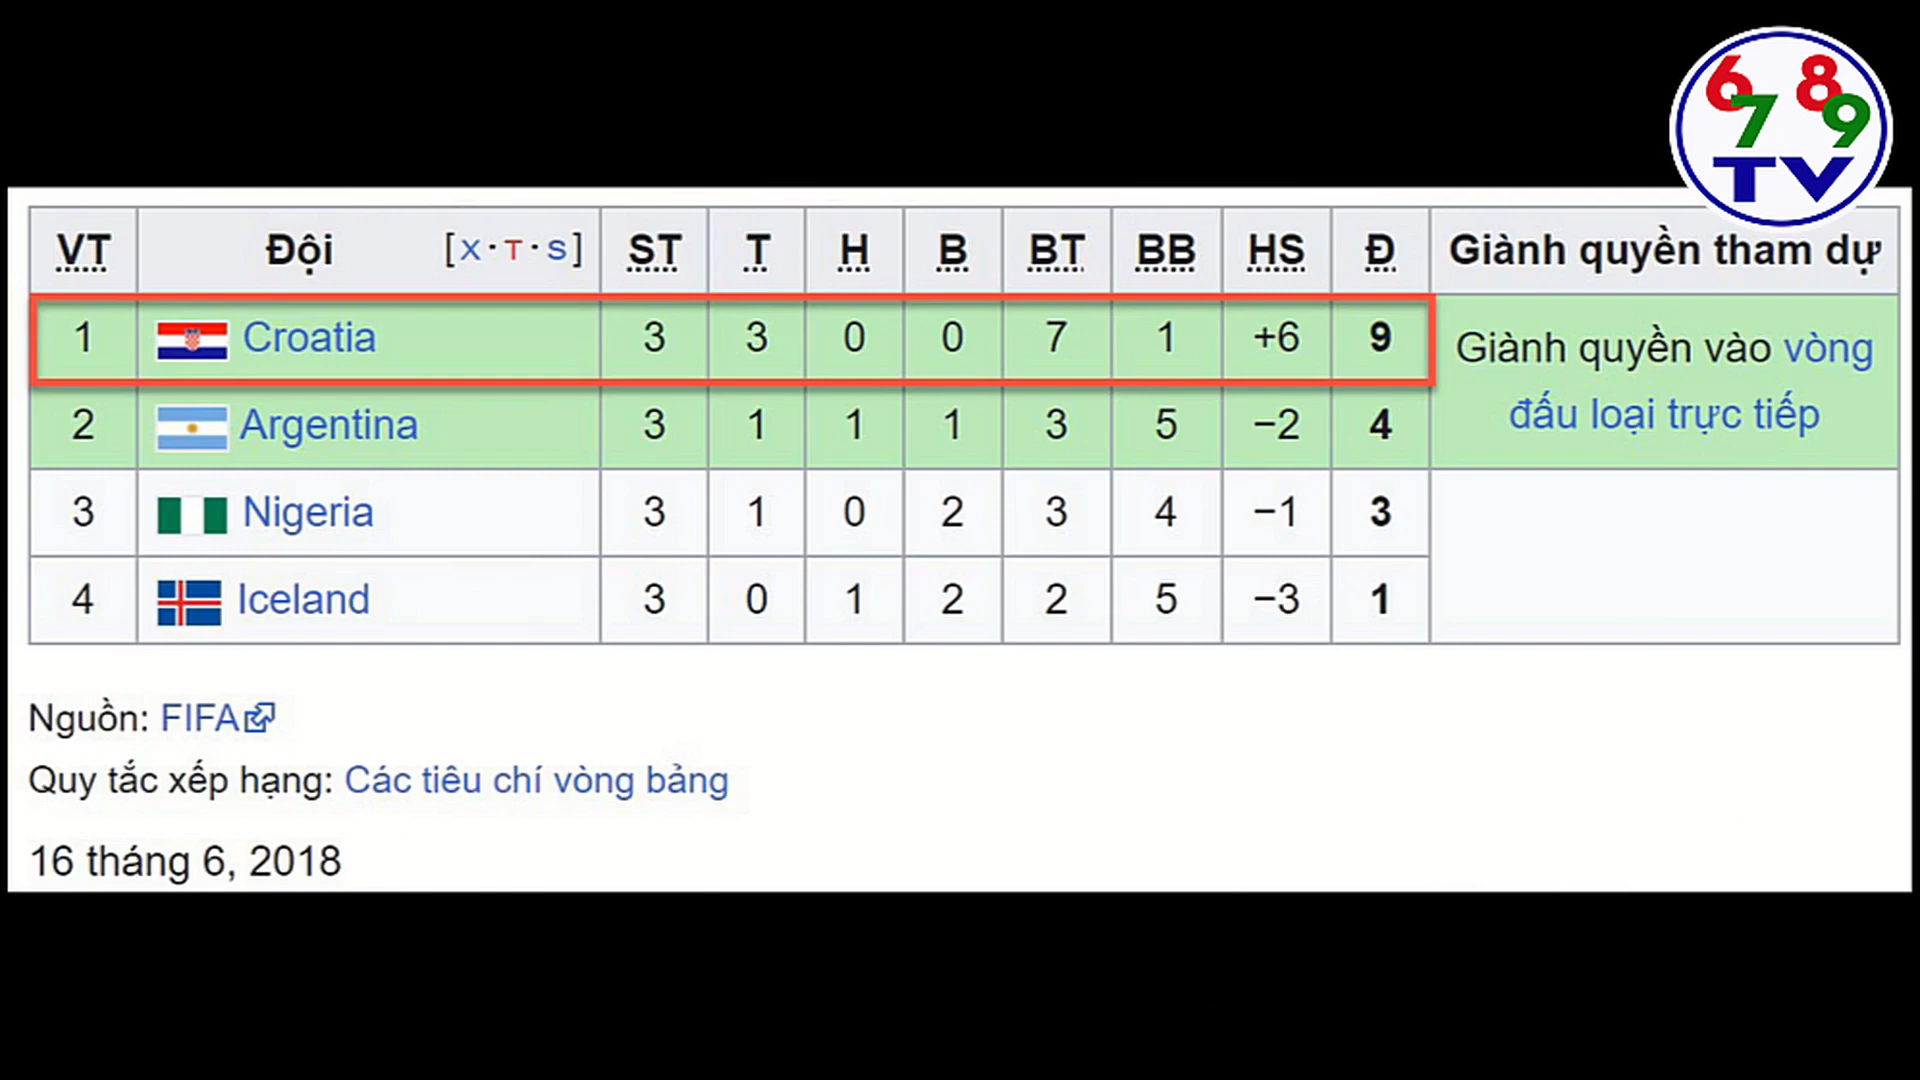 6 7 8 9
TV
VT Đội [X·T·S] ST T H B BT BB HS Đ Giành quyền tham dự
1 Croatia 3 3 0 0 7 1 +6 9 Giành quyền vào vòng đấu loại trực tiếp
2 Argentina 3 1 1 1 3 5 −2 4
3 Nigeria 3 1 0 2 3 4 −1 3
4 Iceland 3 0 1 2 2 5 −3 1
Nguồn: FIFA
Quy tắc xếp hạng: Các tiêu chí vòng bảng
16 tháng 6, 2018